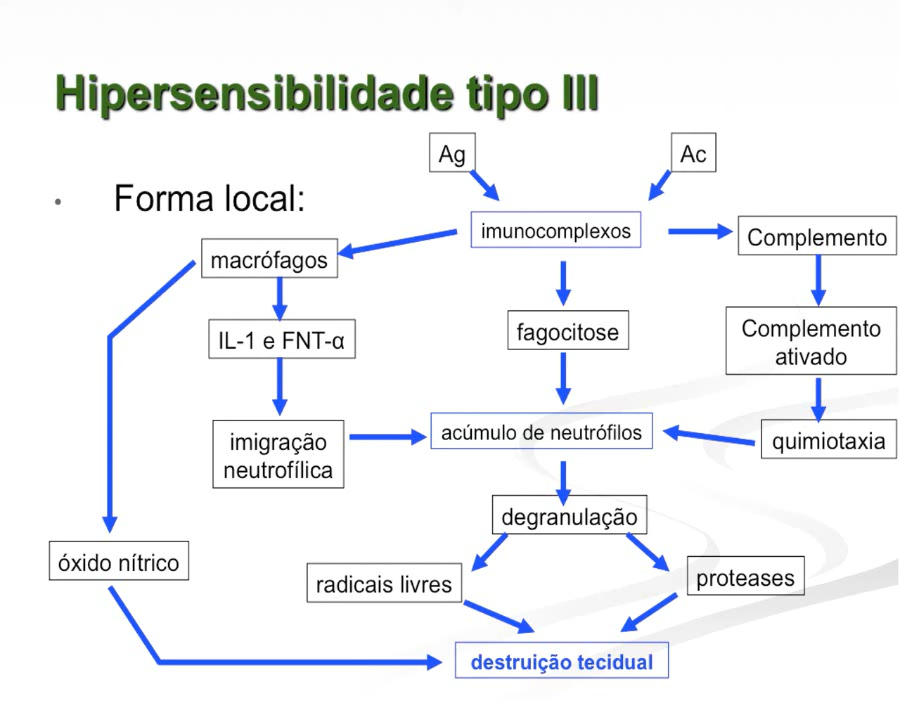 Hipersensibilidade tipo III
Ag
Ac
• Forma local:
imunocomplexos
Complemento
macrófagos
IL-1 e FNT-α
fagocitose
Complemento
ativado
imigração
neutrofílica
acúmulo de neutrófilos
quimiotaxia
degranulação
óxido nítrico
radicais livres
proteases
destruição tecidual